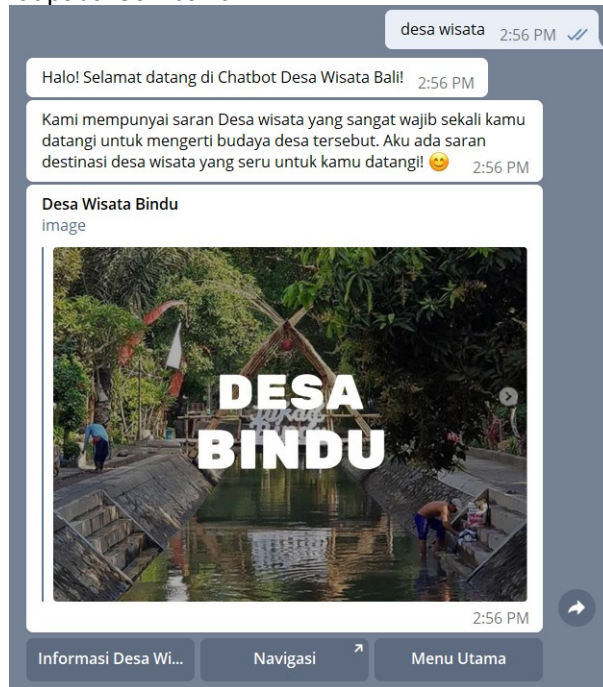 desa wisata 2:56 PM
Halo! Selamat datang di Chatbot Desa Wisata Bali! 2:56 PM
Kami mempunyai saran Desa wisata yang sangat wajib sekali kamu
datangi untuk mengerti budaya desa tersebut. Aku ada saran
destinasi desa wisata yang seru untuk kamu datangi! 😊 2:56 PM
Desa Wisata Bindu
image
DESA
BINDU
2:56 PM
Informasi Desa Wi... Navigasi Menu Utama